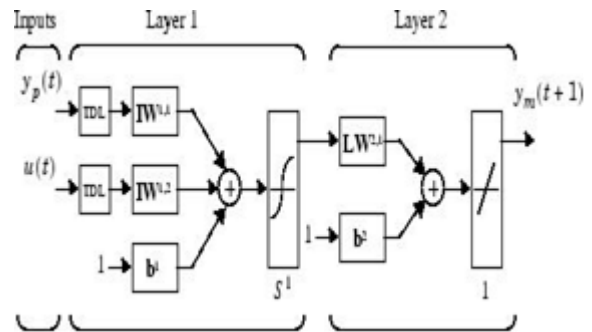 Inputs Layer 1 Layer 2
y_p(t) y_m(t+1)
TDL IW^{1,1}
LW^{2,1}
u(t)
TDL IW^{1,2} +
+
1 b^1 1 b^2
S^1 1